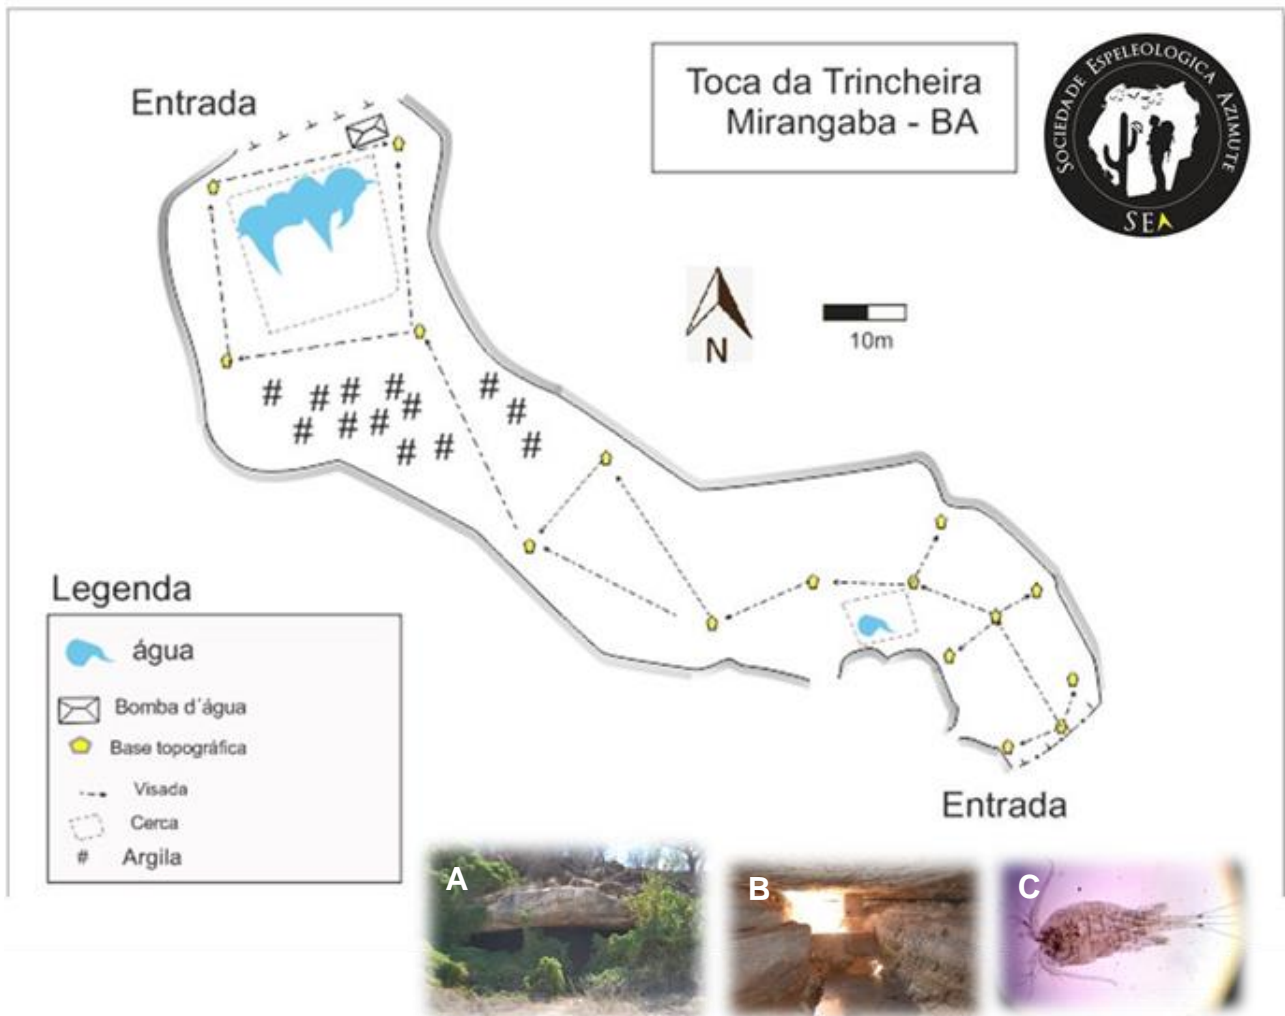 Entrada
Toca da Trincheira
Mirangaba - BA
SOCIEDADE ESPELEOLOGICA AZIMUTE
SEA
N
10m
# # # # # # # # # # # # # #
Legenda
água
Bomba d´água
Base topográfica
Visada
Cerca
# Argila
Entrada
A
B
C